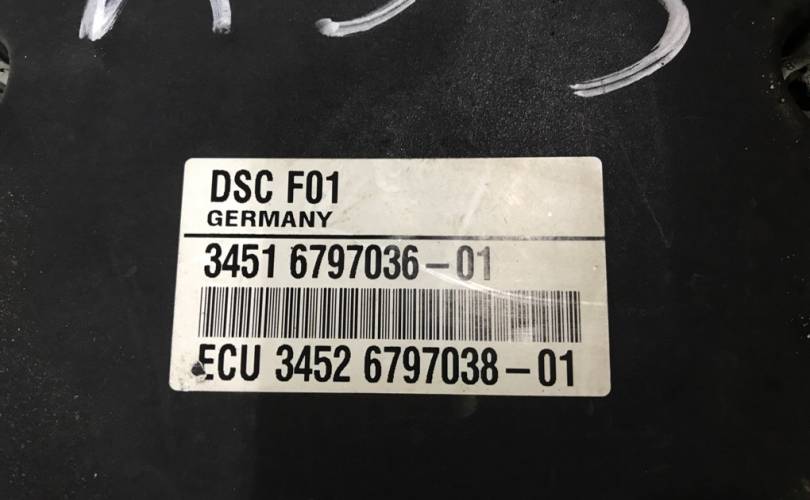 DSC F01
GERMANY
3451 6797036-01
ECU 3452 6797038-01